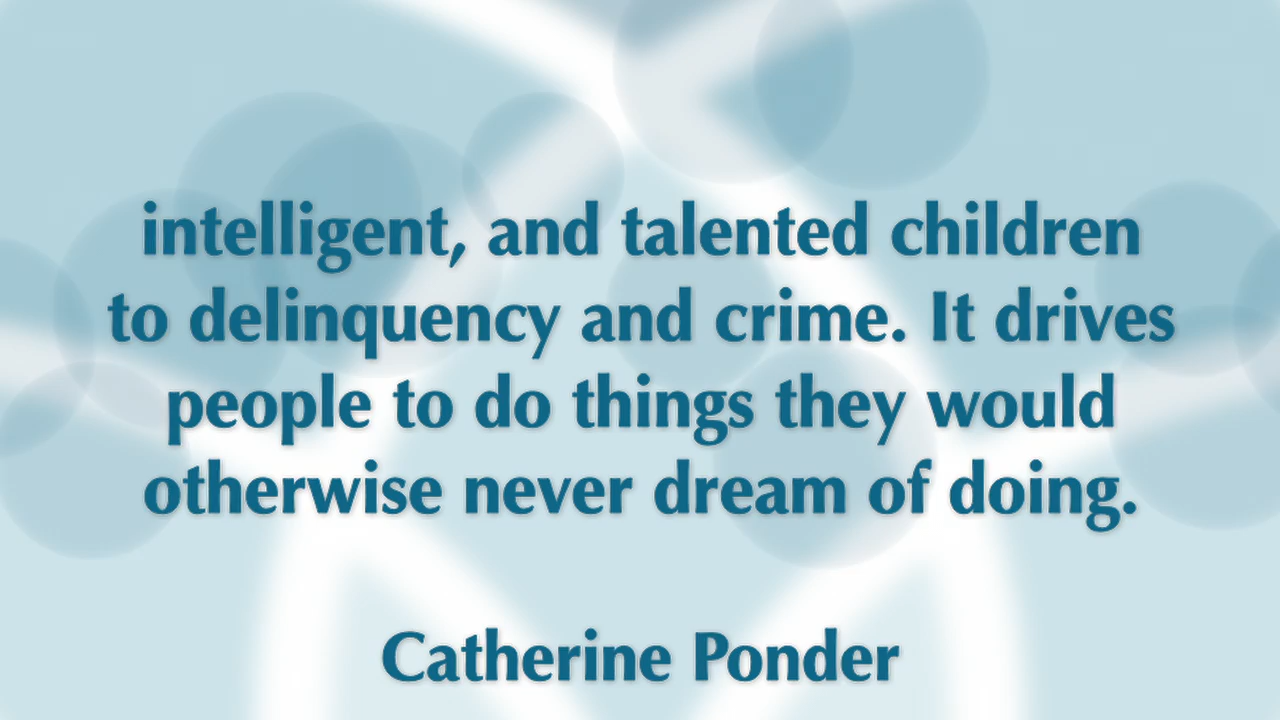 intelligent, and talented children
to delinquency and crime. It drives
people to do things they would
otherwise never dream of doing.
Catherine Ponder